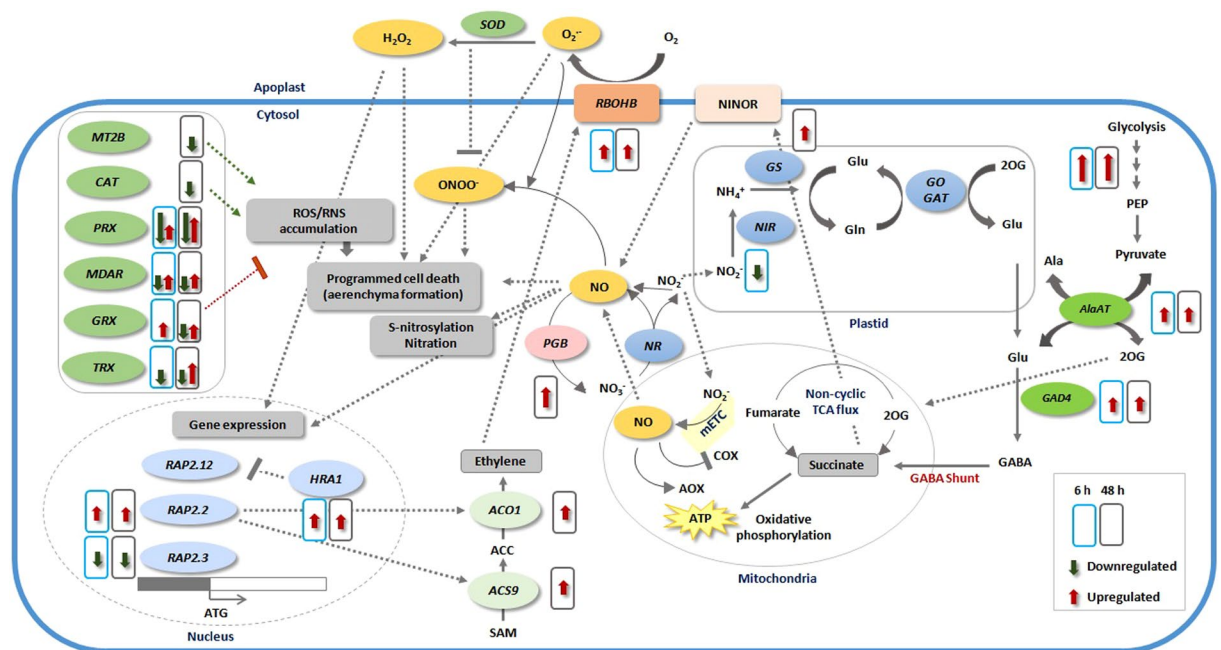 SOD
H2O2
O2·-
O2
Apoplast
Cytosol
RBOHB
NINOR
MT2B
CAT
PRX
MDAR
GRX
TRX
ROS/RNS
accumulation
ONOO-
Programmed cell death
(aerenchyma formation)
S-nitrosylation
Nitration
NO
NO2-
PGB
NR
NO3-
GS
NH4+
NIR
NO2-
Glu
Gln
GO
GAT
2OG
Glu
Plastid
Glycolysis
PEP
Pyruvate
Ala
AlaAT
Glu
2OG
GAD4
GABA
GABA Shunt
Gene expression
RAP2.12
HRA1
RAP2.2
RAP2.3
ATG
Nucleus
Ethylene
ACO1
ACC
ACS9
SAM
NO2-
NO
mETC
COX
AOX
ATP
Oxidative
phosphorylation
Non-cyclic
TCA flux
Fumarate
2OG
Succinate
Mitochondria
6 h 48 h
Downregulated
Upregulated